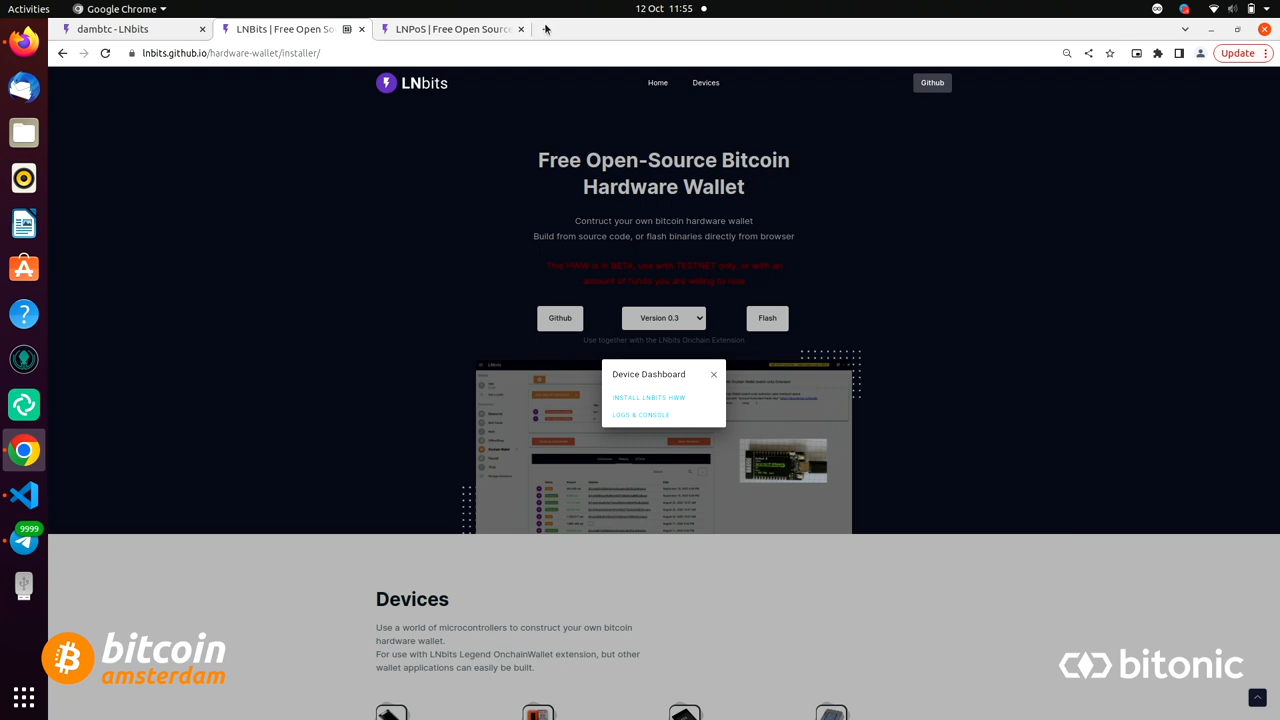 Activities
Google Chrome
12 Oct 11:55
dambtc - LNbits
LNBits | Free Open So
LNPoS | Free Open Source
lnbits.github.io/hardware-wallet/installer/
Update
LNbits
Home
Devices
Github
Free Open-Source Bitcoin
Hardware Wallet
Contruct your own bitcoin hardware wallet
Build from source code, or flash binaries directly from browser
This HWW is in BETA, use with TESTNET only, or with an
amount of funds you are willing to lose
Github
Version 0.3
Flash
Use together with the LNbits Onchain Extension
Device Dashboard
INSTALL LNBITS HWW
LOGS & CONSOLE
9999
Devices
Use a world of microcontrollers to construct your own bitcoin
hardware wallet.
For use with LNbits Legend OnchainWallet extension, but other
wallet applications can easily be built.
bitcoin
amsterdam
bitonic